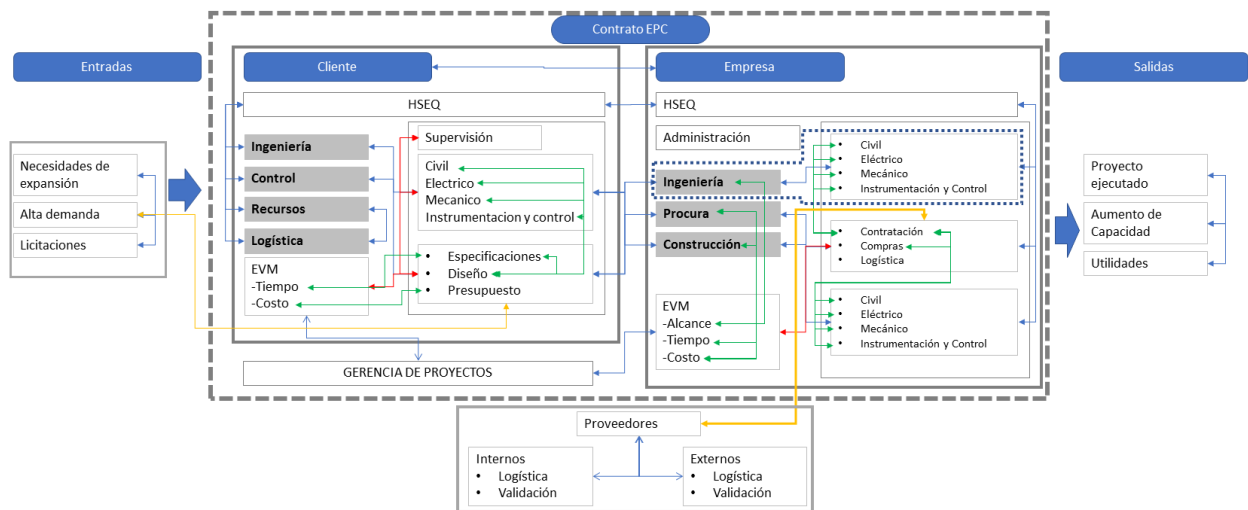 Contrato EPC
Entradas
Cliente
Empresa
Salidas
Necesidades de
expansión
Alta demanda
Licitaciones
HSEQ
Ingeniería
Control
Recursos
Logística
EVM
-Tiempo
-Costo
Supervisión
Civil
Electrico
Mecanico
Instrumentacion y control
• Especificaciones
• Diseño
• Presupuesto
GERENCIA DE PROYECTOS
HSEQ
Administración
Ingeniería
Procura
Construcción
EVM
-Alcance
-Tiempo
-Costo
• Civil
• Eléctrico
• Mecánico
• Instrumentación y Control
• Contratación
• Compras
• Logística
• Civil
• Eléctrico
• Mecánico
• Instrumentación y Control
Proyecto
ejecutado
Aumento de
Capacidad
Utilidades
Proveedores
Internos
• Logística
• Validación
Externos
• Logística
• Validación